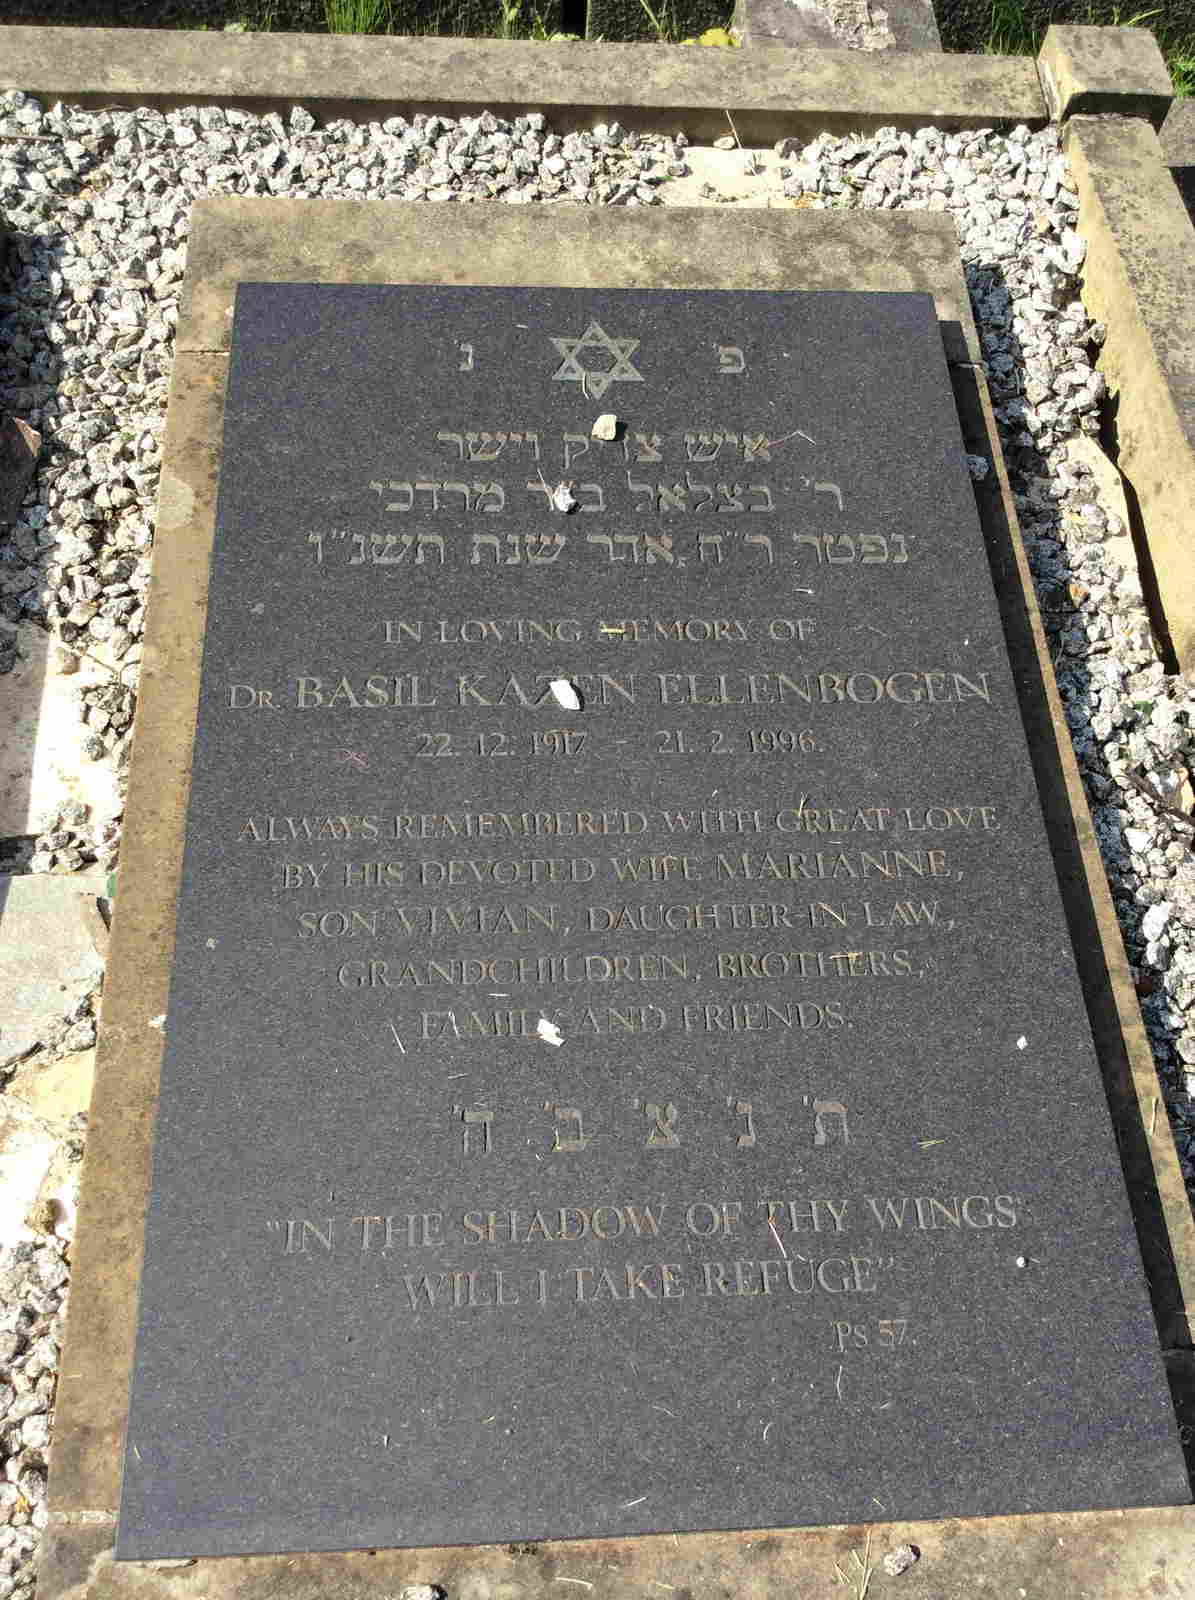 פ נ
איש צדיק וישר
ר' בצלאל ב"ר מרדכי
נפטר ר"ח אדר שנת תשנ"ו
IN LOVING MEMORY OF
DR. BASIL KAZEN ELLENBOGEN
22. 12. 1917 - 21. 2. 1996.
ALWAYS REMEMBERED WITH GREAT LOVE
BY HIS DEVOTED WIFE MARIANNE,
SON VIVIAN, DAUGHTER-IN LAW,
GRANDCHILDREN, BROTHERS,
FAMILY AND FRIENDS.
ת' נ' צ' ב' ה'
"IN THE SHADOW OF THY WINGS
WILL I TAKE REFUGE"
PS 57.